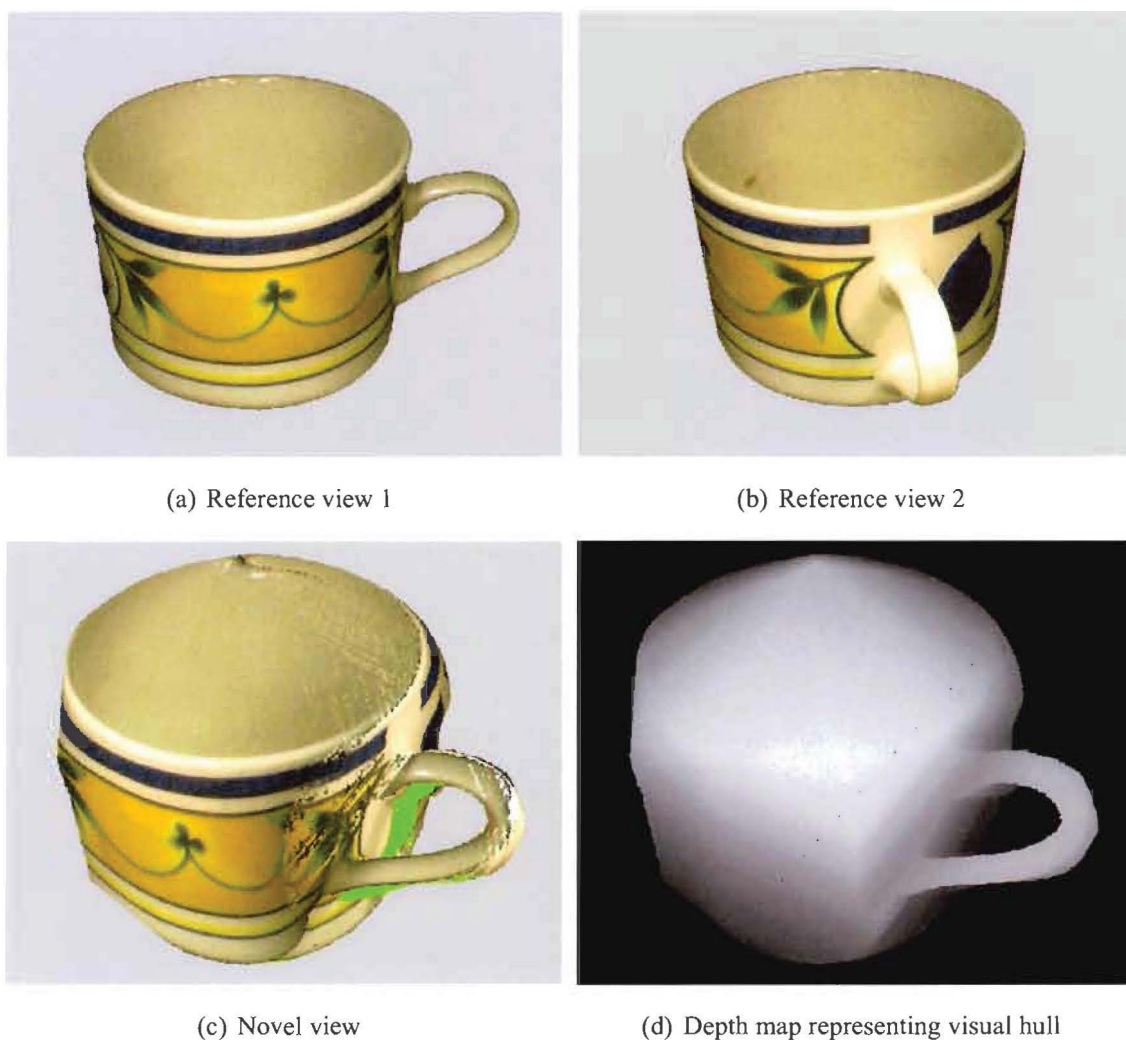 (a) Reference view 1
(b) Reference view 2
(c) Novel view
(d) Depth map representing visual hull